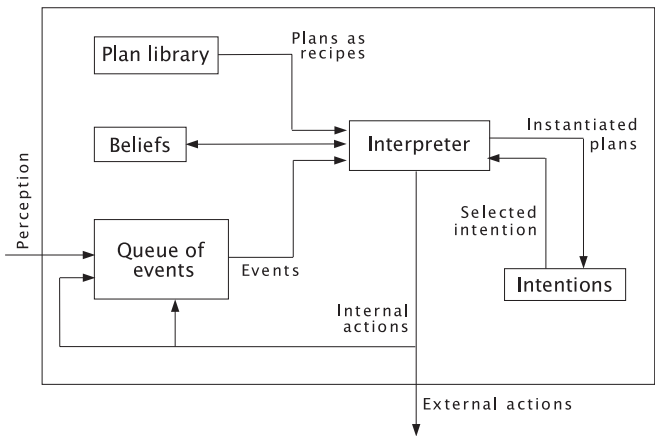 Plan library
Plans as
recipes
Beliefs
Interpreter
Instantiated
plans
Perception
Queue of
events
Events
Selected
intention
Intentions
Internal
actions
External actions